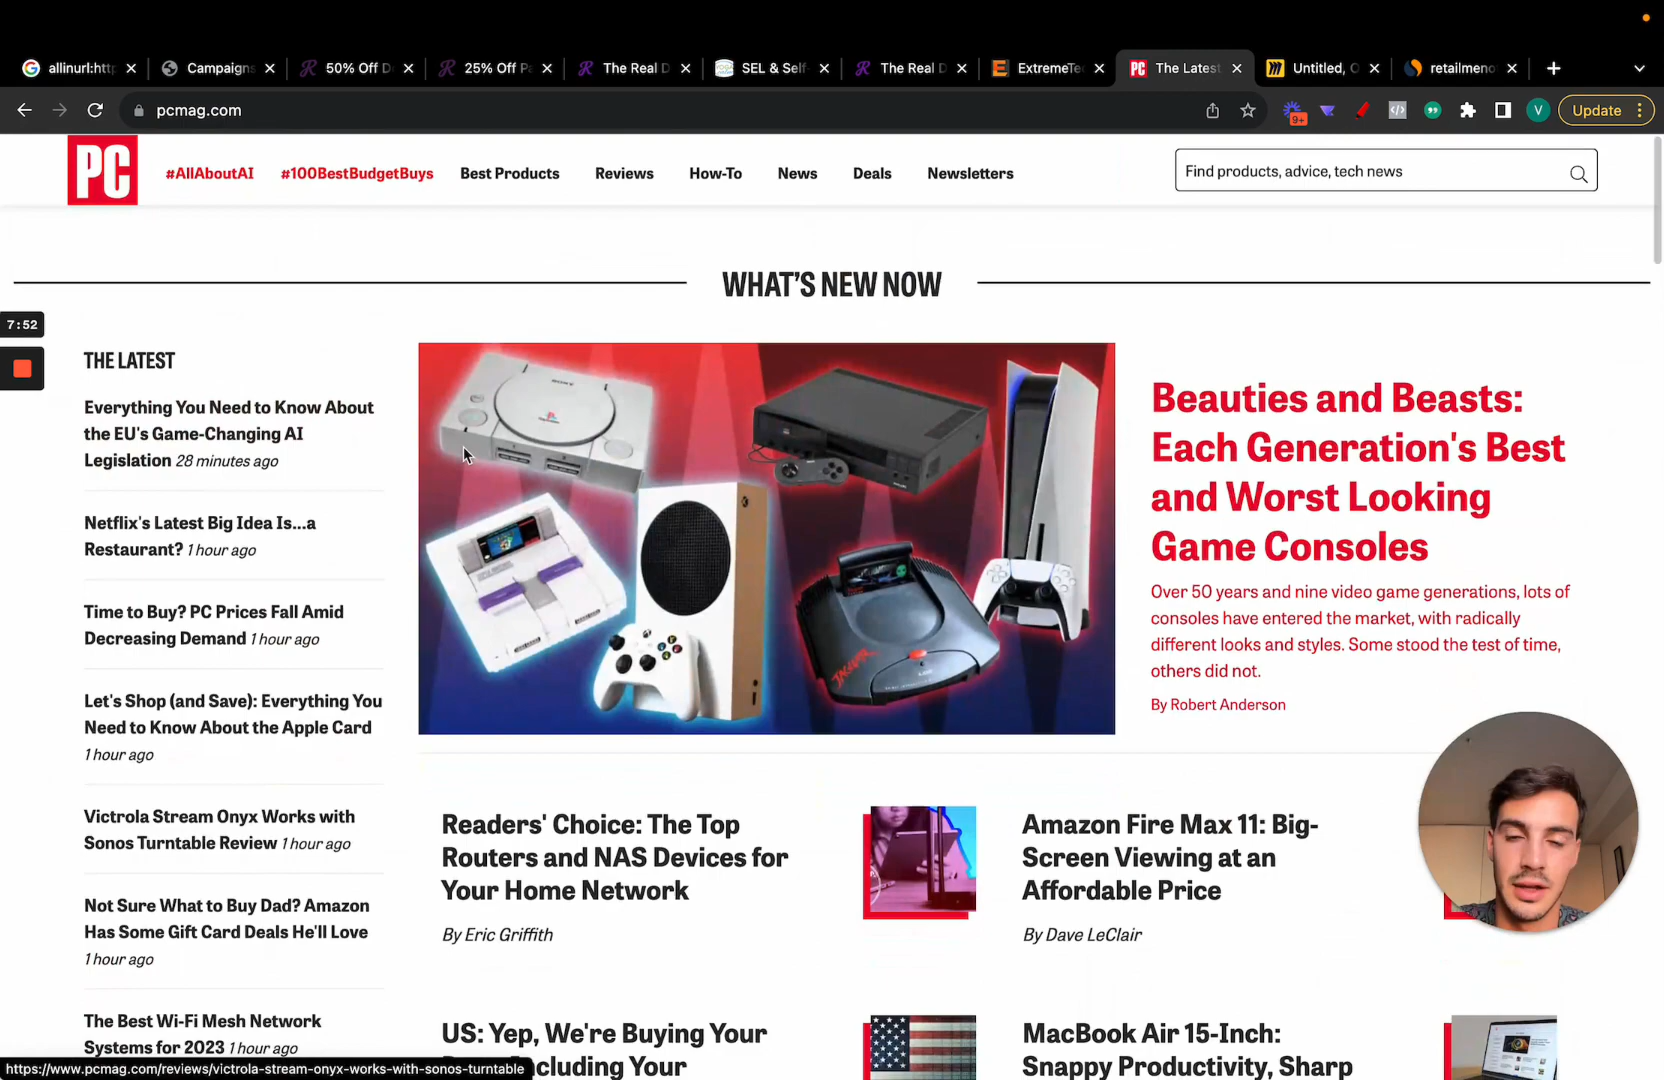 allinurl:http
Campaigns
50% Off D
25% Off P
The Real D
SEL & Self-
The Real D
ExtremeTe
The Latest
Untitled, O
retailmeno
pcmag.com
9+
V
Update
PC
#AllAboutAI
#100BestBudgetBuys
Best Products
Reviews
How-To
News
Deals
Newsletters
Find products, advice, tech news
WHAT'S NEW NOW
7:52
THE LATEST
Everything You Need to Know About
the EU's Game-Changing AI
Legislation 28 minutes ago
Netflix's Latest Big Idea Is...a
Restaurant? 1 hour ago
Time to Buy? PC Prices Fall Amid
Decreasing Demand 1 hour ago
Let's Shop (and Save): Everything You
Need to Know About the Apple Card
1 hour ago
Victrola Stream Onyx Works with
Sonos Turntable Review 1 hour ago
Not Sure What to Buy Dad? Amazon
Has Some Gift Card Deals He'll Love
1 hour ago
The Best Wi-Fi Mesh Network
Systems for 2023 1 hour ago
SONY
JAGUAR
Beauties and Beasts:
Each Generation's Best
and Worst Looking
Game Consoles
Over 50 years and nine video game generations, lots of
consoles have entered the market, with radically
different looks and styles. Some stood the test of time,
others did not.
By Robert Anderson
Readers' Choice: The Top
Routers and NAS Devices for
Your Home Network
By Eric Griffith
Amazon Fire Max 11: Big-
Screen Viewing at an
Affordable Price
By Dave LeClair
US: Yep, We're Buying Your
cluding Your
MacBook Air 15-Inch:
Snappy Productivity, Sharp
https://www.pcmag.com/reviews/victrola-stream-onyx-works-with-sonos-turntable